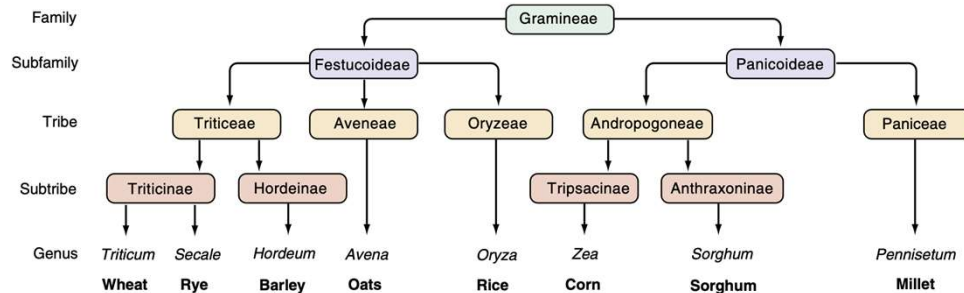 Family Gramineae
Subfamily Festucoideae Panicoideae
Tribe Triticeae Aveneae Oryzeae Andropogoneae Paniceae
Subtribe Triticinae Hordeinae Tripsacinae Anthraxoninae
Genus Triticum Secale Hordeum Avena Oryza Zea Sorghum Pennisetum
Wheat Rye Barley Oats Rice Corn Sorghum Millet